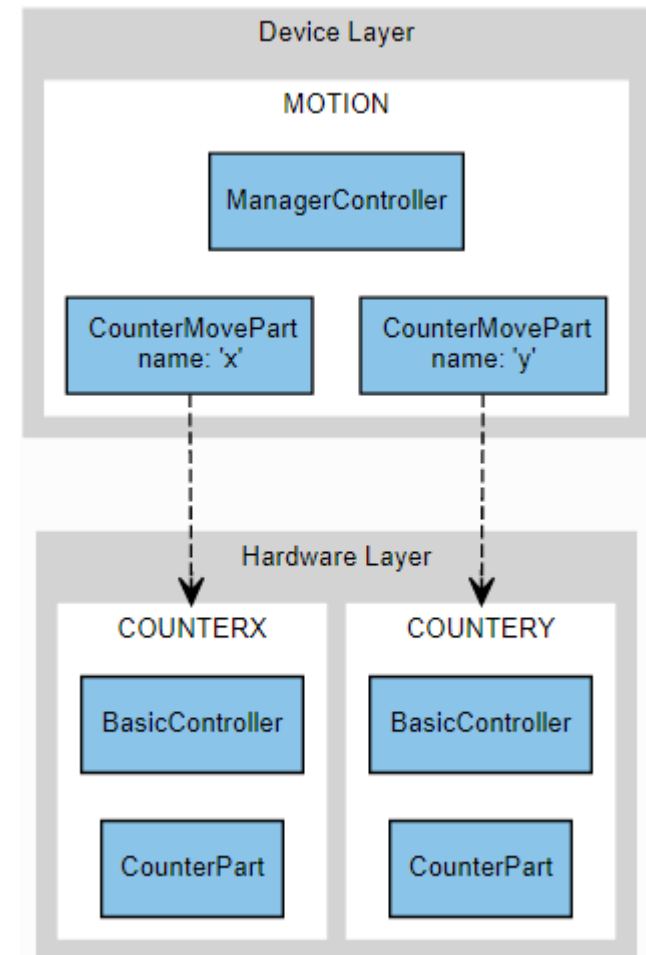 Device Layer
MOTION
ManagerController
CounterMovePart
name: 'x'
CounterMovePart
name: 'y'
Hardware Layer
COUNTERX
BasicController
CounterPart
COUNTERY
BasicController
CounterPart